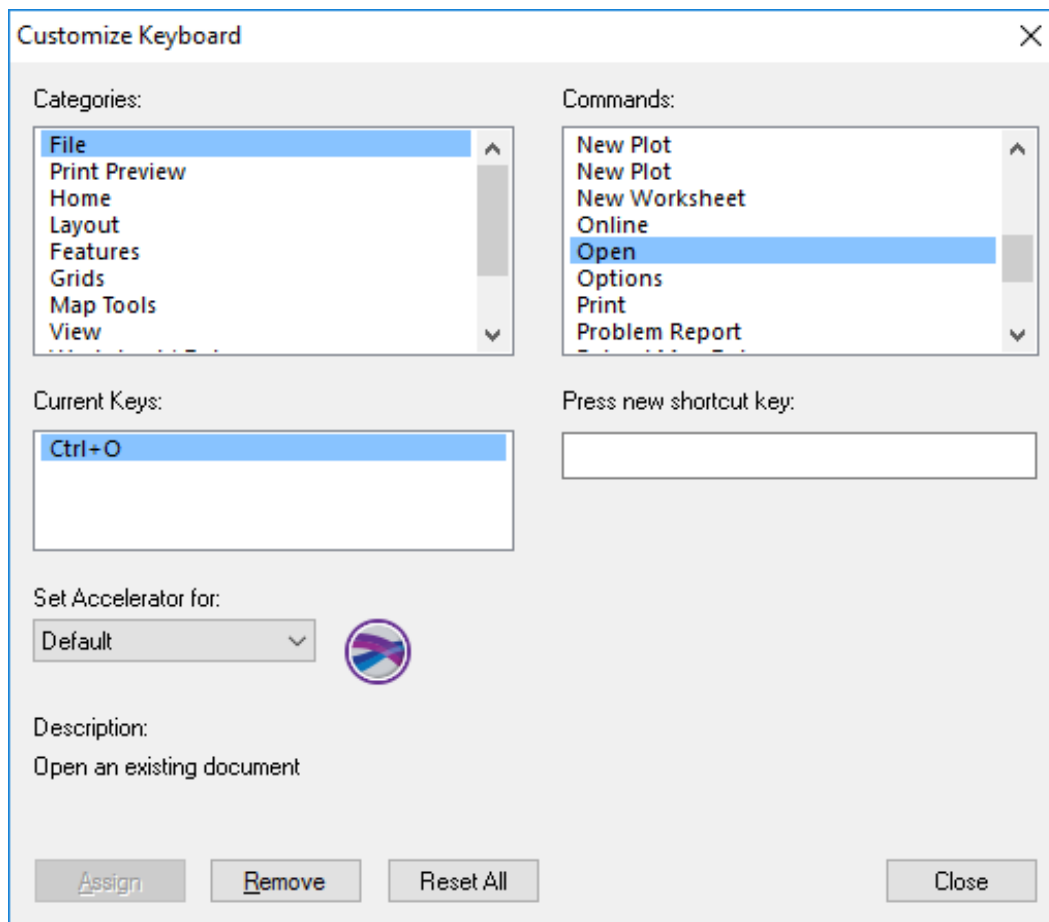 Customize Keyboard
Categories:
File
Print Preview
Home
Layout
Features
Grids
Map Tools
View
Commands:
New Plot
New Plot
New Worksheet
Online
Open
Options
Print
Problem Report
Current Keys:
Ctrl+O
Press new shortcut key:
Set Accelerator for:
Default
Description:
Open an existing document
Assign
Remove
Reset All
Close